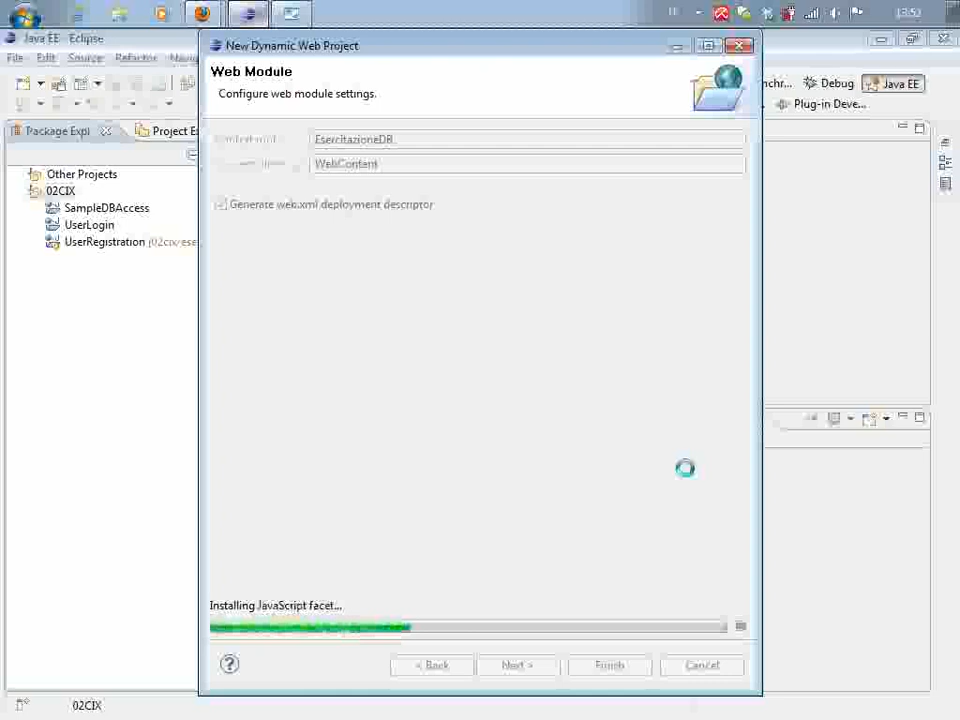 13:52
Java EE Eclipse
New Dynamic Web Project
File Edit Source Refactor
Web Module
Configure web module settings.
Debug
Java EE
Plug-in Deve...
Package Expl
Project E
EsercitazioneDB
WebContent
Other Projects
02CIX
Generate web.xml deployment descriptor
SampleDBAccess
UserLogin
UserRegistration
Installing JavaScript facet...
< Back
Next >
Finish
Cancel
02CIX